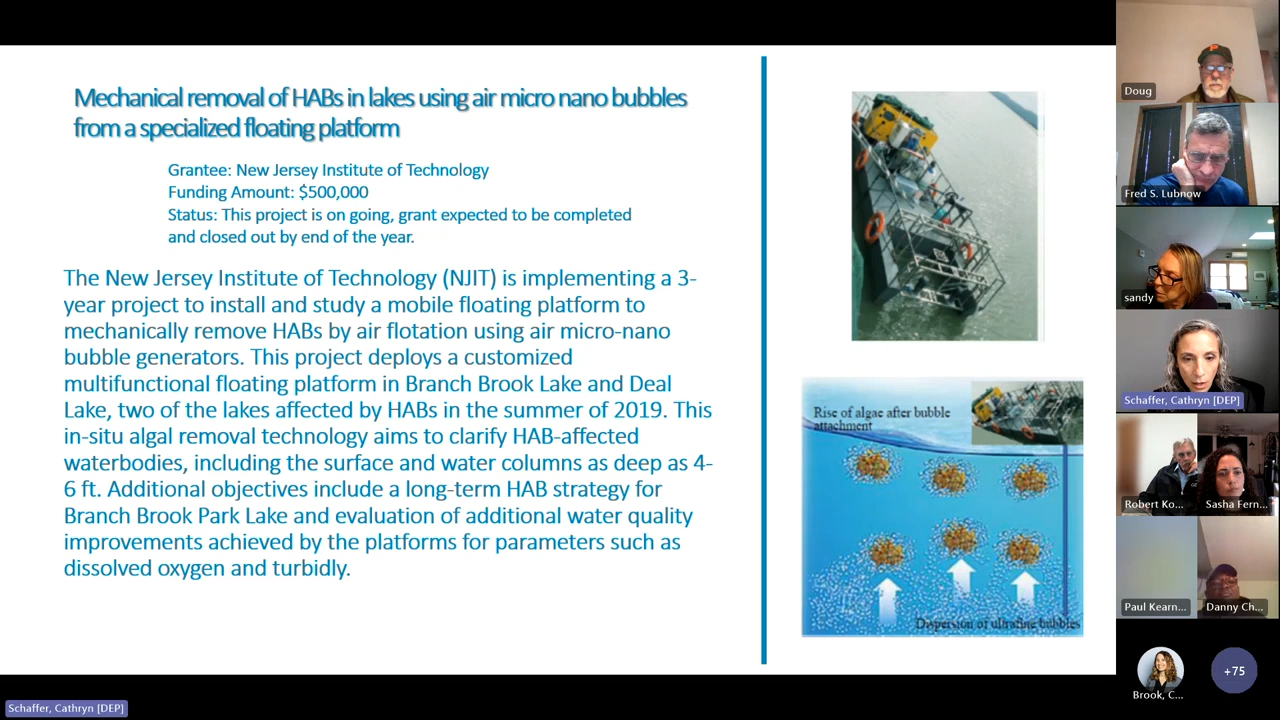 Mechanical removal of HABs in lakes using air micro nano bubbles
from a specialized floating platform
Grantee: New Jersey Institute of Technology
Funding Amount: $500,000
Status: This project is on going, grant expected to be completed
and closed out by end of the year.
The New Jersey Institute of Technology (NJIT) is implementing a 3-
year project to install and study a mobile floating platform to
mechanically remove HABs by air flotation using air micro-nano
bubble generators. This project deploys a customized
multifunctional floating platform in Branch Brook Lake and Deal
Lake, two of the lakes affected by HABs in the summer of 2019. This
in-situ algal removal technology aims to clarify HAB-affected
waterbodies, including the surface and water columns as deep as 4-
6 ft. Additional objectives include a long-term HAB strategy for
Branch Brook Park Lake and evaluation of additional water quality
improvements achieved by the platforms for parameters such as
dissolved oxygen and turbidly.
Rise of algae after bubble
attachment
Dispersion of ultrafine bubbles
Doug
Fred S. Lubnow
sandy
Schaffer, Cathryn [DEP]
Robert Ko...
Sasha Fern...
Paul Kearn...
Danny Ch...
Brook, C...
+75
Schaffer, Cathryn [DEP]